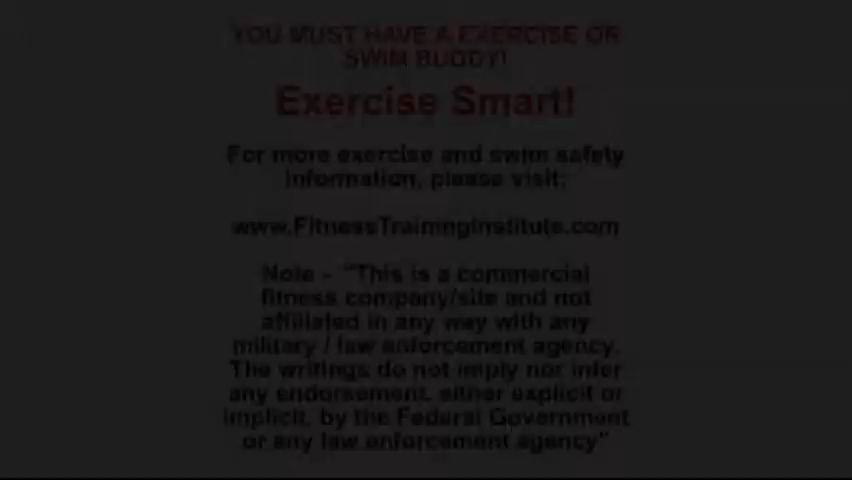 YOU MUST HAVE A EXERCISE OR
SWIM BUDDY!
Exercise Smart!
For more exercise and swim safety
information, please visit:
www.FitnessTrainingInstitute.com
Note - "This is a commercial
fitness company/site and not
affiliated in any way with any
military / law enforcement agency.
The writings do not imply nor infer
any endorsement, either explicit or
implicit, by the Federal Government
or any law enforcement agency"